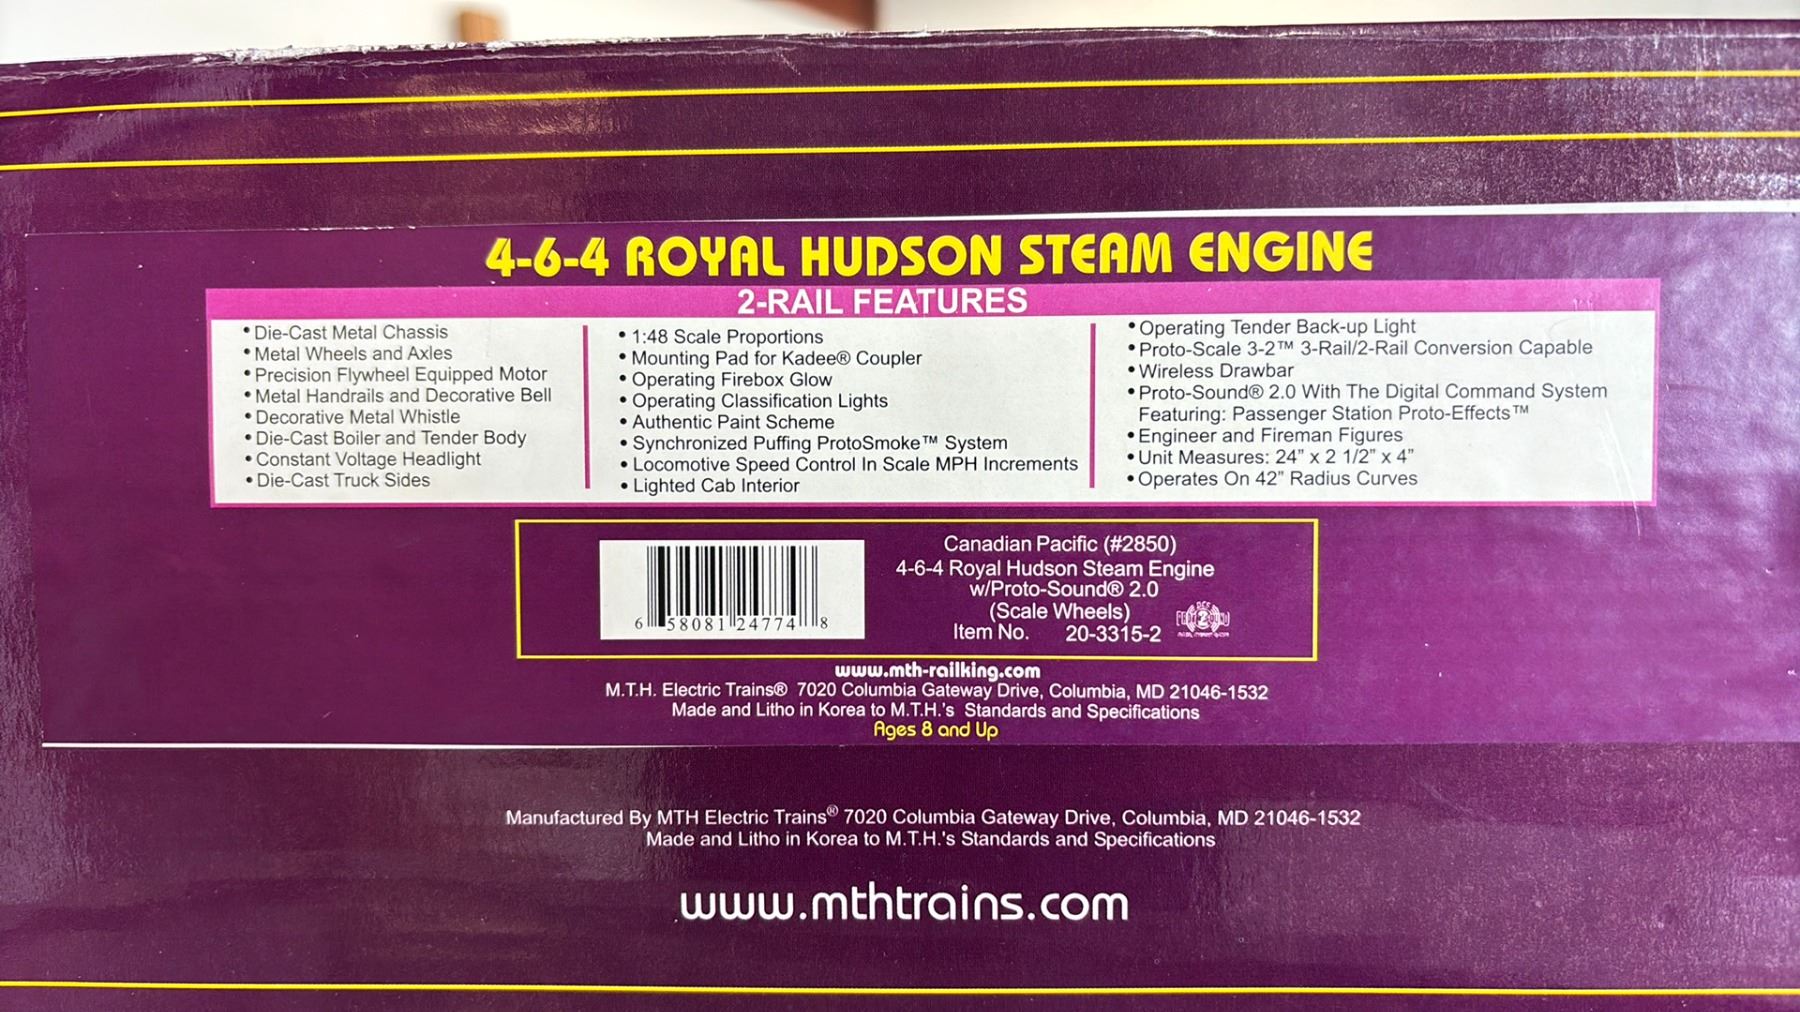 4-6-4 ROYAL HUDSON STEAM ENGINE
2-RAIL FEATURES
• Die-Cast Metal Chassis
• Metal Wheels and Axles
• Precision Flywheel Equipped Motor
• Metal Handrails and Decorative Bell
• Decorative Metal Whistle
• Die-Cast Boiler and Tender Body
• Constant Voltage Headlight
• Die-Cast Truck Sides
• 1:48 Scale Proportions
• Mounting Pad for Kadee® Coupler
• Operating Firebox Glow
• Operating Classification Lights
• Authentic Paint Scheme
• Synchronized Puffing ProtoSmoke™ System
• Locomotive Speed Control In Scale MPH Increments
• Lighted Cab Interior
• Operating Tender Back-up Light
• Proto-Scale 3-2™ 3-Rail/2-Rail Conversion Capable
• Wireless Drawbar
• Proto-Sound® 2.0 With The Digital Command System
Featuring: Passenger Station Proto-Effects™
• Engineer and Fireman Figures
• Unit Measures: 24" x 2 1/2" x 4"
• Operates On 42" Radius Curves
6 58081 24774 8
Canadian Pacific (#2850)
4-6-4 Royal Hudson Steam Engine
w/Proto-Sound® 2.0
(Scale Wheels)
Item No. 20-3315-2
www.mth-railking.com
M.T.H. Electric Trains® 7020 Columbia Gateway Drive, Columbia, MD 21046-1532
Made and Litho in Korea to M.T.H.'s Standards and Specifications
Ages 8 and Up
Manufactured By MTH Electric Trains® 7020 Columbia Gateway Drive, Columbia, MD 21046-1532
Made and Litho in Korea to M.T.H.'s Standards and Specifications
www.mthtrains.com